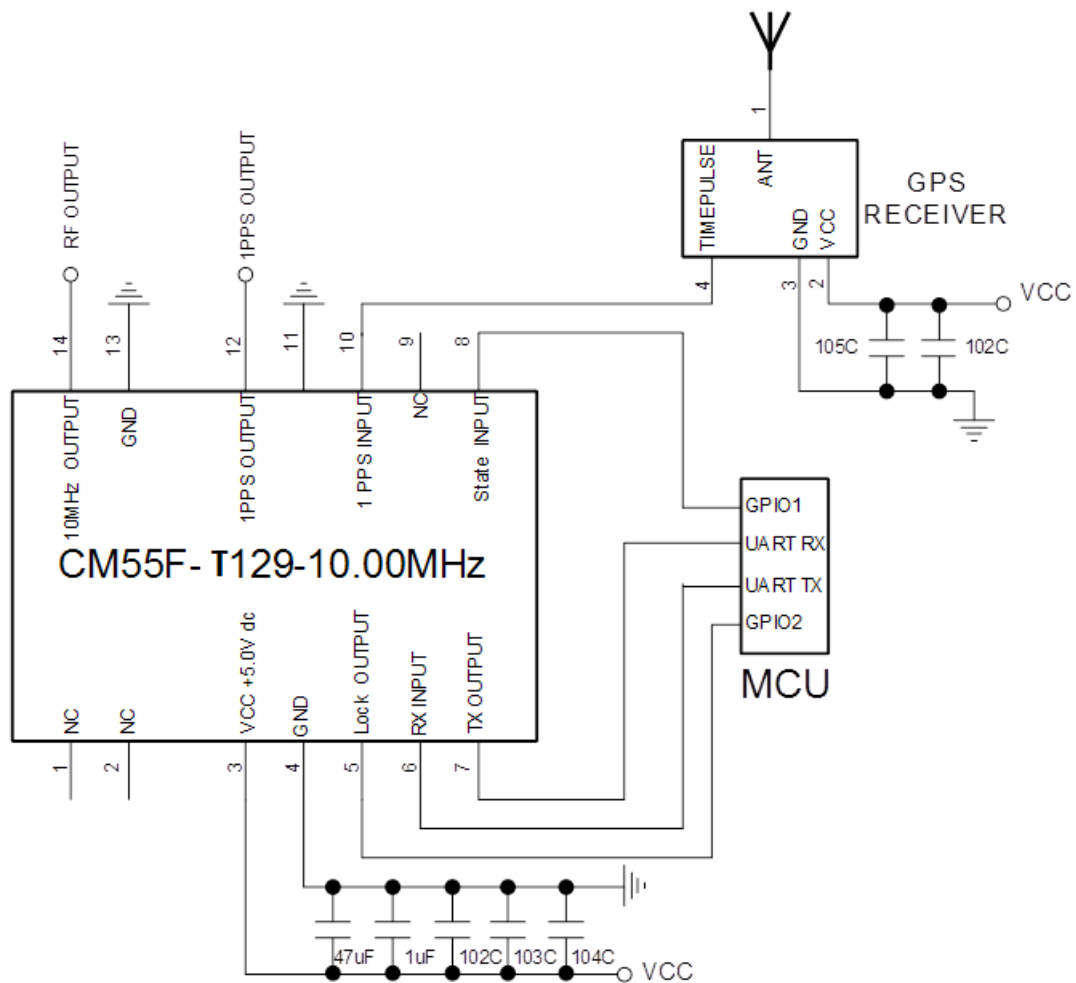 1
TIMEPULSE
ANT
GND
VCC
GPS
RECEIVER
4
3
2
VCC
105C
102C
RF OUTPUT
1PPS OUTPUT
14
13
12
11
10
9
8
10MHz OUTPUT
GND
1PPS OUTPUT
1 PPS INPUT
NC
State INPUT
CM55F-T129-10.00MHz
GPIO1
UART RX
UART TX
GPIO2
MCU
NC
NC
VCC +5.0V dc
GND
Lock OUTPUT
RX INPUT
TX OUTPUT
1
2
3
4
5
6
7
47uF
1uF
102C
103C
104C
VCC